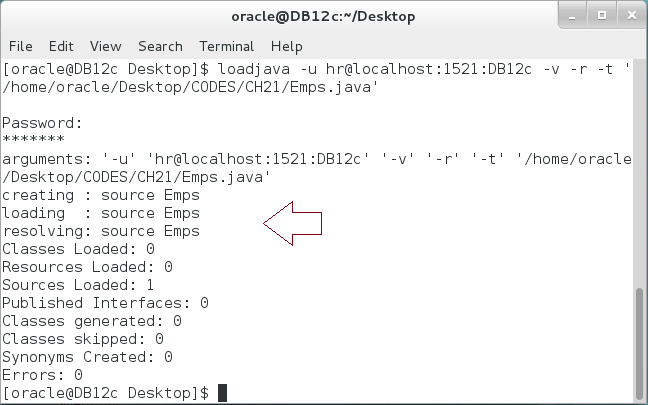 oracle@DB12c:~/Desktop
File Edit View Search Terminal Help
[oracle@DB12c Desktop]$ loadjava -u hr@localhost:1521:DB12c -v -r -t '
/home/oracle/Desktop/CODES/CH21/Emps.java'
Password:
*******
arguments: '-u' 'hr@localhost:1521:DB12c' '-v' '-r' '-t' '/home/oracle
/Desktop/CODES/CH21/Emps.java'
creating : source Emps
loading  : source Emps
resolving: source Emps
Classes Loaded: 0
Resources Loaded: 0
Sources Loaded: 1
Published Interfaces: 0
Classes generated: 0
Classes skipped: 0
Synonyms Created: 0
Errors: 0
[oracle@DB12c Desktop]$